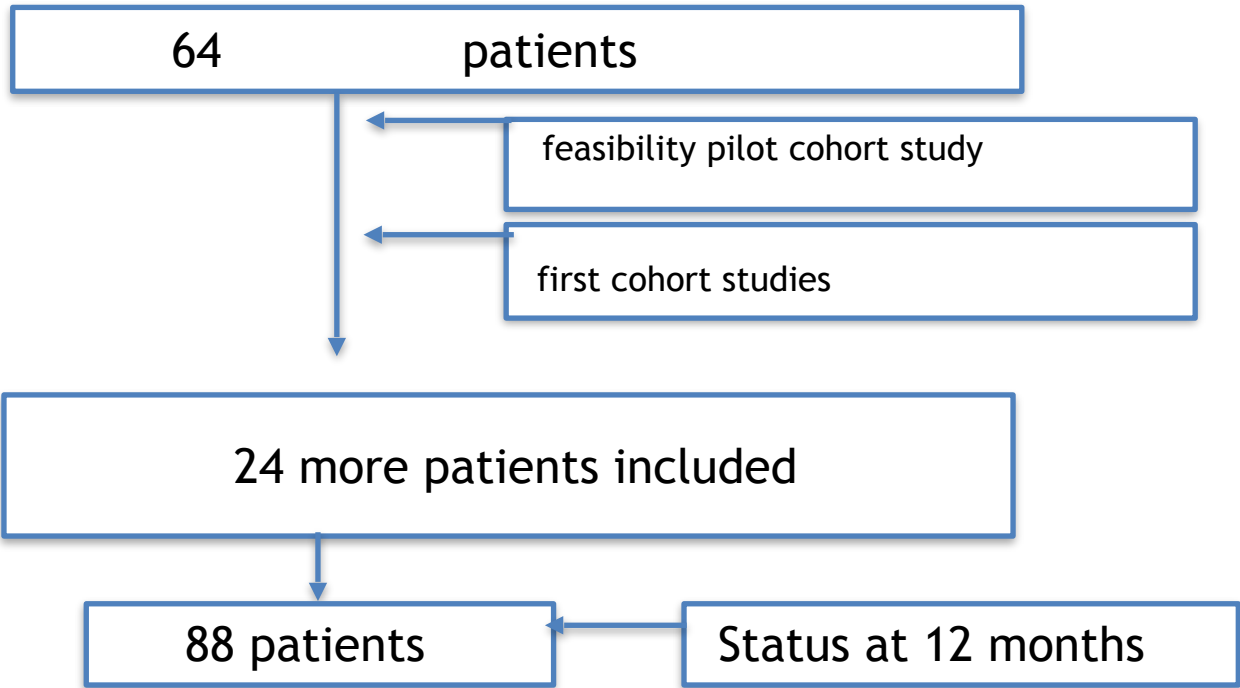 64 patients
feasibility pilot cohort study
first cohort studies
24 more patients included
88 patients
Status at 12 months